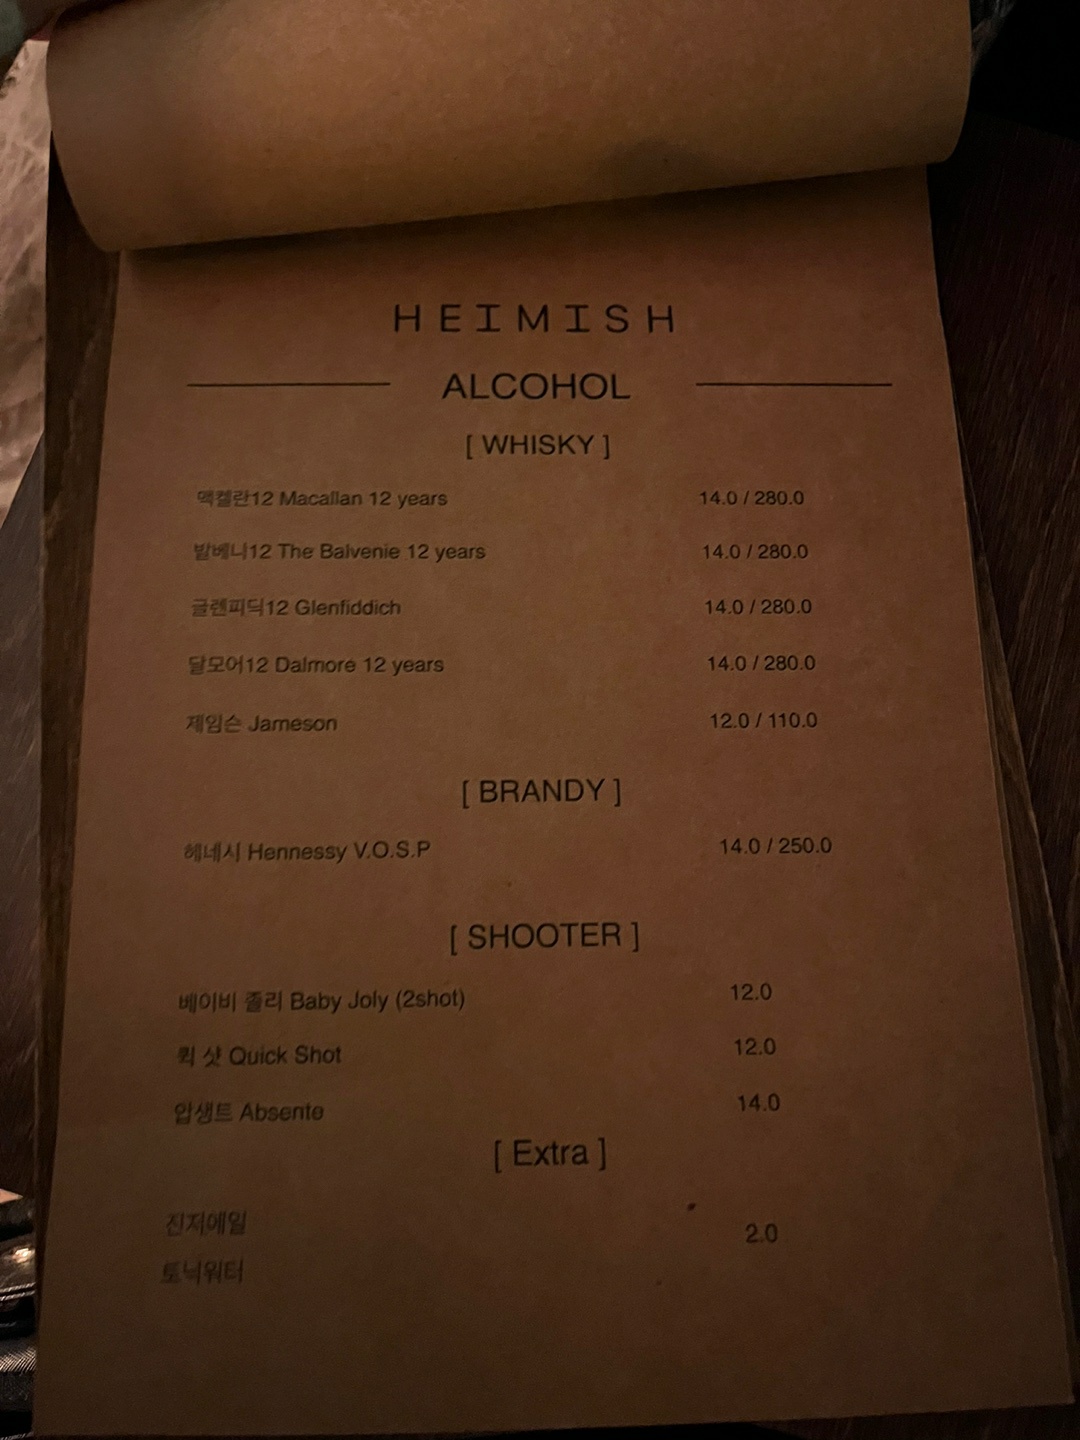 HEIMISH
ALCOHOL
[ WHISKY ]
맥켈란12 Macallan 12 years 14.0 / 280.0
발베니12 The Balvenie 12 years 14.0 / 280.0
글렌피딕12 Glenfiddich 14.0 / 280.0
달모어12 Dalmore 12 years 14.0 / 280.0
제임슨 Jameson 12.0 / 110.0
[ BRANDY ]
헤네시 Hennessy V.O.S.P 14.0 / 250.0
[ SHOOTER ]
베이비 졸리 Baby Joly (2shot) 12.0
퀵 샷 Quick Shot 12.0
압생트 Absente 14.0
[ Extra ]
진저에일 2.0
토닉워터